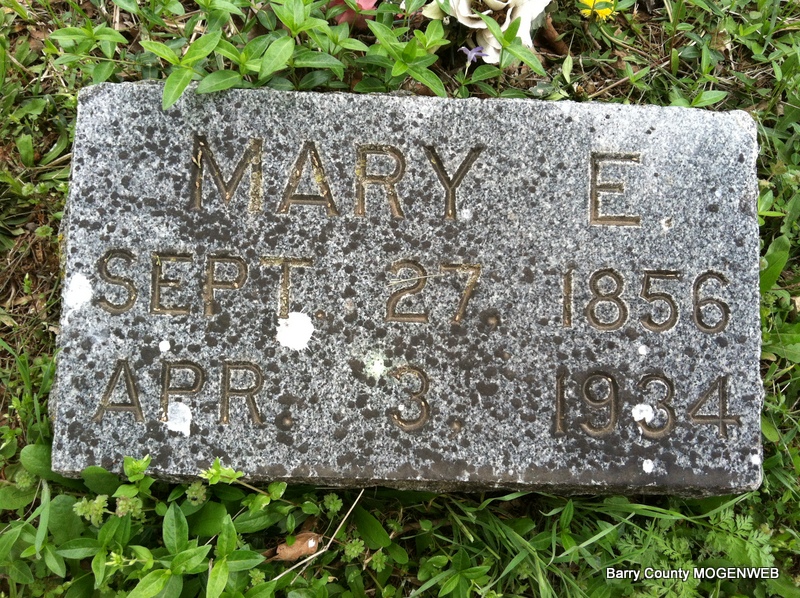 MARY E
SEPT. 27. 1856
APR. 3. 1934
Barry County MOGENWEB